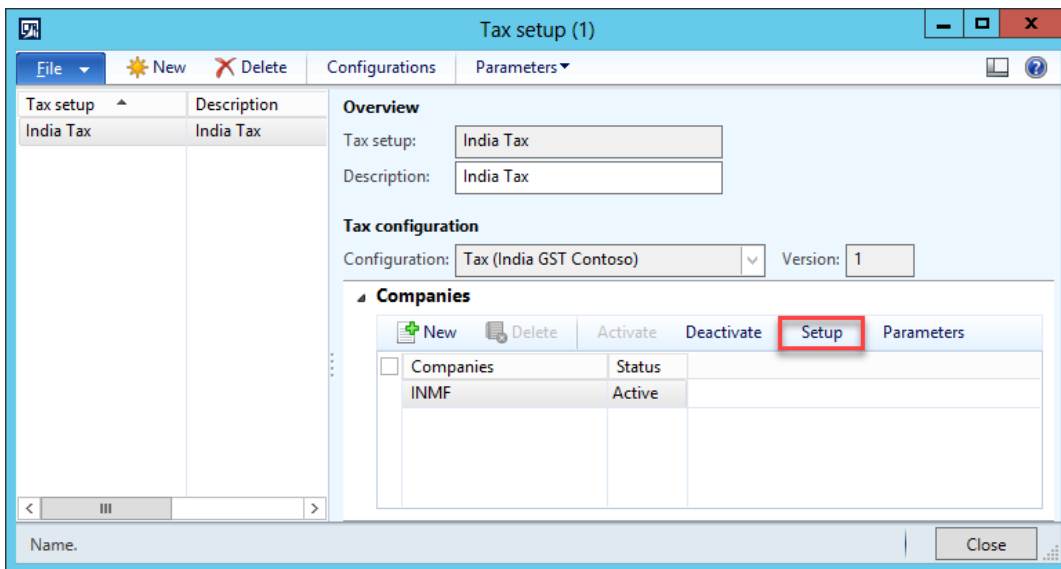 Tax setup (1)
File New Delete Configurations Parameters
Tax setup Description
India Tax India Tax
Overview
Tax setup: India Tax
Description: India Tax
Tax configuration
Configuration: Tax (India GST Contoso) Version: 1
Companies
New Delete Activate Deactivate Setup Parameters
Companies Status
INMF Active
Name.
Close